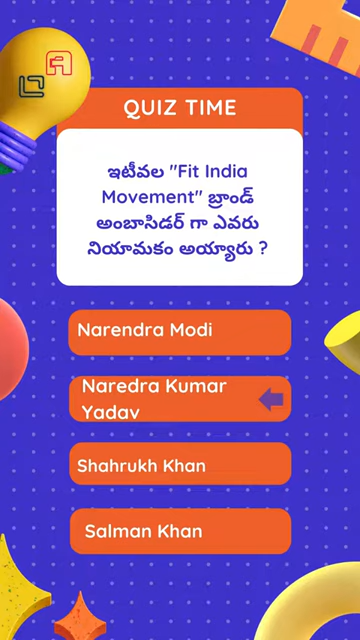 QUIZ TIME
ఇటీవల "Fit India
Movement" బ్రాండ్
అంబాసిడర్ గా ఎవరు
నియామకం అయ్యారు ?
Narendra Modi
Naredra Kumar
Yadav
Shahrukh Khan
Salman Khan